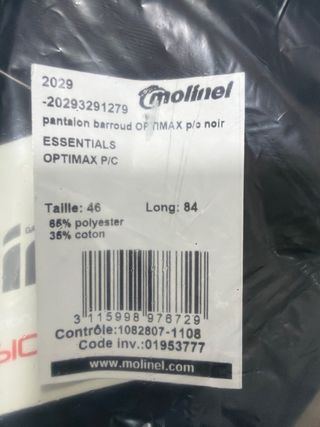 2029
-20293291279
molinel
pantalon barroud OPTIMAX p/c noir
ESSENTIALS
OPTIMAX P/C
Taille: 46 Long: 84
65% polyester
35% coton
3 115998 976729
Contrôle:1082807-1108
Code inv.:01953777
www.molinel.com